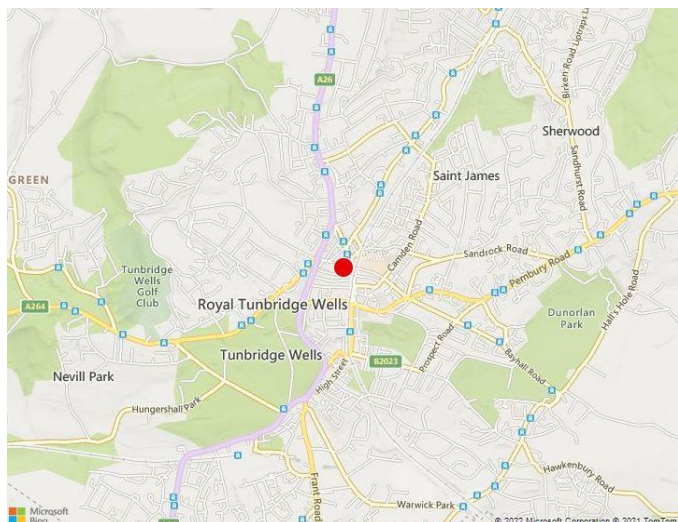 A26
Birken Road
Liptraps
Sherwood
GREEN
Saint James
Sandhurst Road
Camden Road
Sandrock Road
Pembury Road
Tunbridge
Wells
Golf
Club
A264
Royal Tunbridge Wells
Hall's Hole Road
Dunorlan
Park
Tunbridge Wells
Prospect Road
B2023
Bayhall Road
Nevill Park
High Street
Hungershall Park
Frant Road
Hawkenbury Road
Warwick Park
Microsoft
Bing
© 2022 Microsoft Corporation © 2021 TomTom